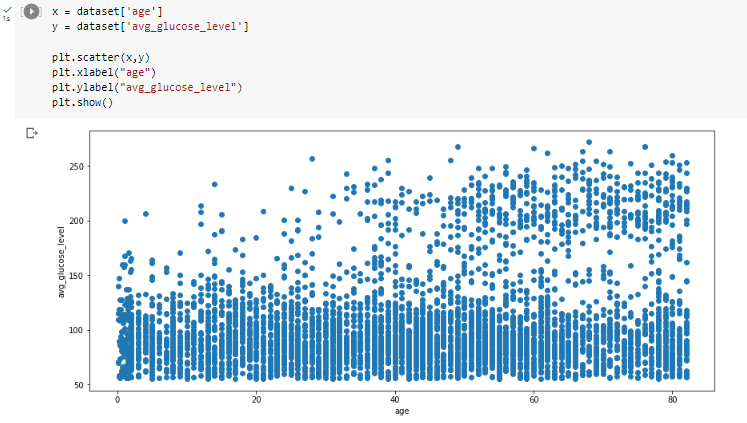 x = dataset['age']
y = dataset['avg_glucose_level']
plt.scatter(x,y)
plt.xlabel("age")
plt.ylabel("avg_glucose_level")
plt.show()
1s
250
200
150
100
50
avg_glucose_level
0 20 40 60 80
age